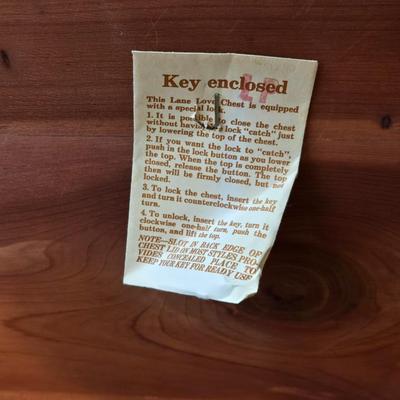 LP
Key enclosed
This Lane Love Chest is equipped
with a special lock.
1. It is possible to close the chest
without having the lock "catch" just
by lowering the top of the chest.
2. If you want the lock to "catch",
push in the lock button as you lower
the top. When the top is completely
closed, release the button. The top
then will be firmly closed, but not
locked.
3. To lock the chest, insert the key
and turn it counterclockwise one-half
turn.
4. To unlock, insert the key, turn it
clockwise one-half turn, push the
button, and lift the top.
NOTE—SLOT IN BACK EDGE OF
CHEST LID ON MOST STYLES PRO-
VIDES CONCEALED PLACE TO
KEEP YOUR KEY FOR READY USE